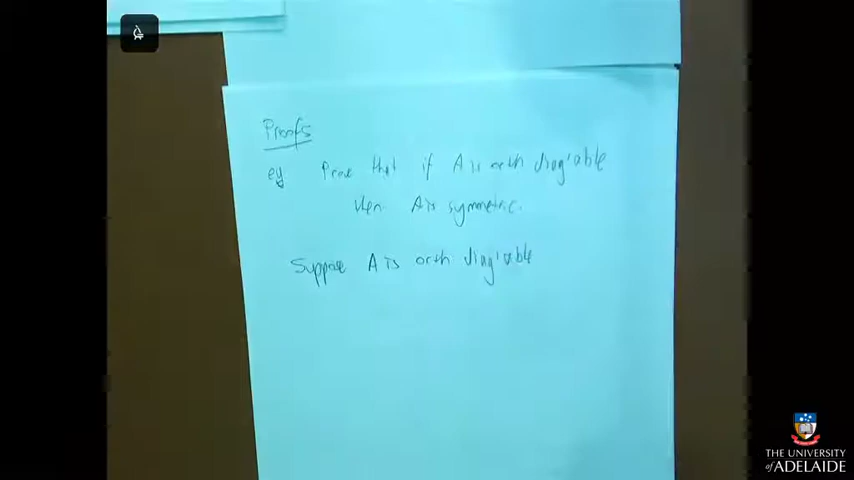 Proofs
eg Prove that if A is orth diag'able
then A is symmetric.
Suppose A is orth diag'able
THE UNIVERSITY
of ADELAIDE